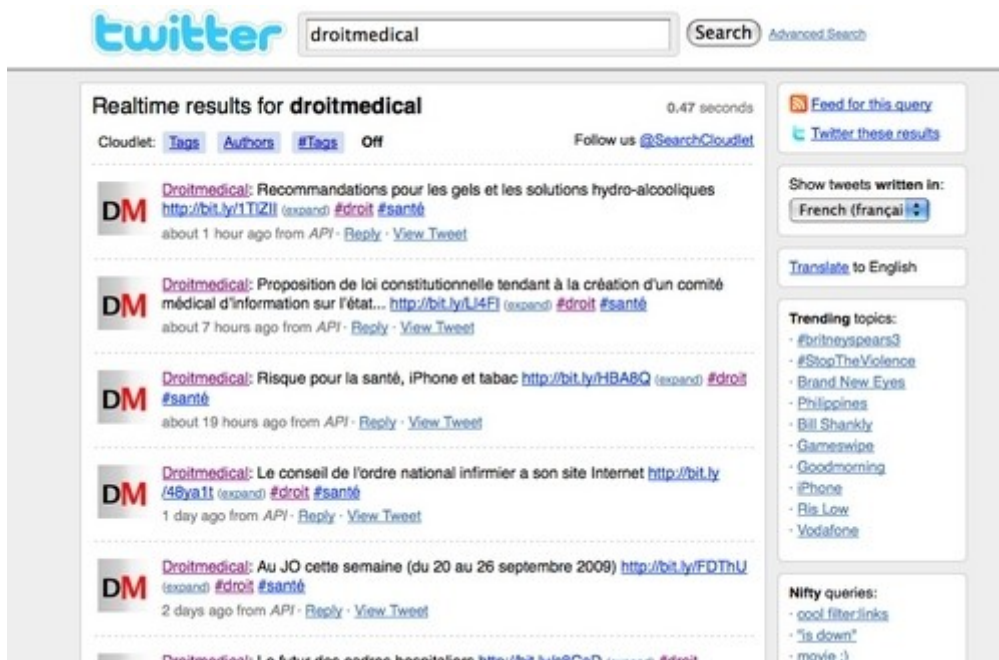 twitter
droitmedical
Search
Advanced Search
Realtime results for droitmedical
0.47 seconds
Cloudlet: Tags Authors #Tags Off
Follow us @SearchCloudlet
DM
Droitmedical: Recommandations pour les gels et les solutions hydro-alcooliques
http://bit.ly/1TlZll (expand) #droit #santé
about 1 hour ago from API · Reply · View Tweet
DM
Droitmedical: Proposition de loi constitutionnelle tendant à la création d'un comité
médical d'information sur l'état... http://bit.ly/Ll4Fl (expand) #droit #santé
about 7 hours ago from API · Reply · View Tweet
DM
Droitmedical: Risque pour la santé, iPhone et tabac http://bit.ly/HBA8Q (expand) #droit
#santé
about 19 hours ago from API · Reply · View Tweet
DM
Droitmedical: Le conseil de l'ordre national infirmier a son site Internet http://bit.ly
/48ya1t (expand) #droit #santé
1 day ago from API · Reply · View Tweet
DM
Droitmedical: Au JO cette semaine (du 20 au 26 septembre 2009) http://bit.ly/FDThU
(expand) #droit #santé
2 days ago from API · Reply · View Tweet
Droitmedical: Le futur des cadres hospitaliers
Feed for this query
Twitter these results
Show tweets written in:
French (françai
Translate to English
Trending topics:
· #britneyspears3
· #StopTheViolence
· Brand New Eyes
· Philippines
· Bill Shankly
· Gameswipe
· Goodmorning
· iPhone
· Ris Low
· Vodafone
Nifty queries:
· cool filter:links
· "is down"
· movie :)